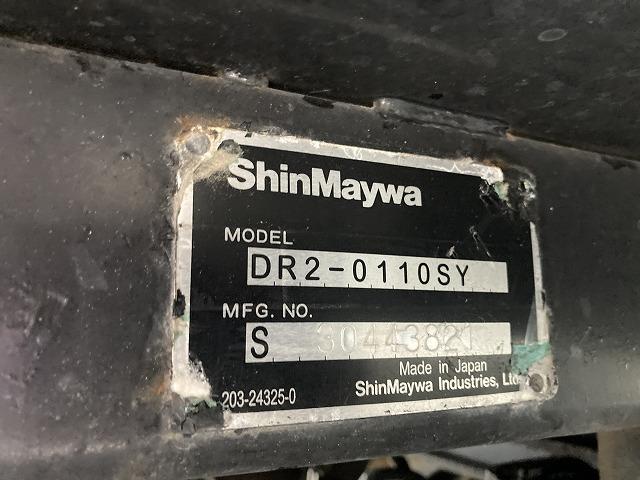 ShinMaywa
MODEL
DR2-0110SY
MFG. NO.
S 30443821
Made in Japan
203-24325-0
ShinMaywa Industries, Ltd